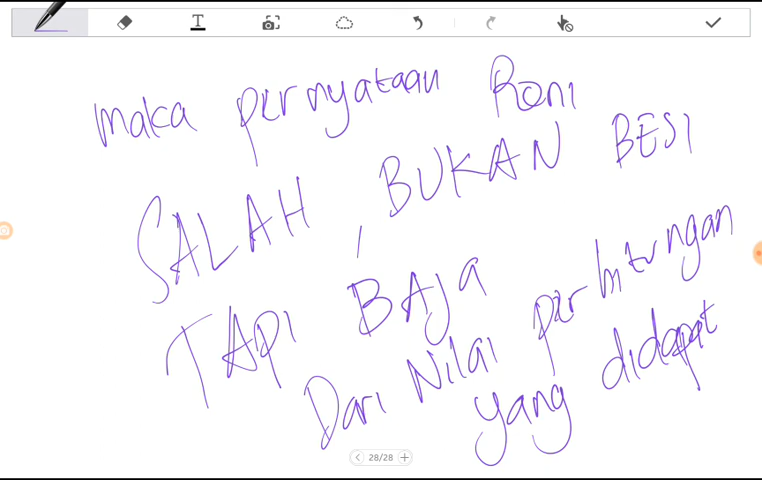 T
maka pernyataan Roni
SALAH, BUKAN BESI
TAPI BAJA
Dari Nilai perhitungan
yang didapat
28/28